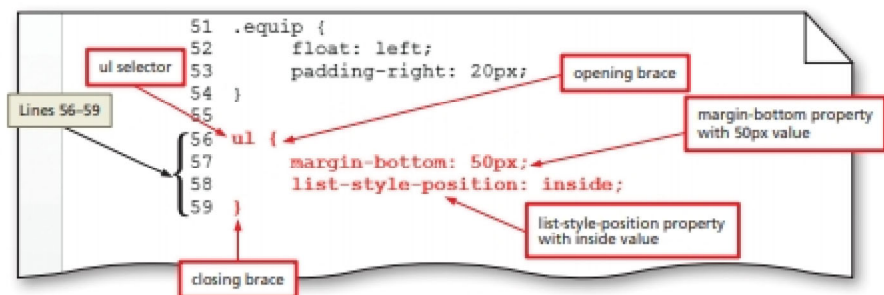 51 .equip {
52 float: left;
53 padding-right: 20px;
54 }
55
56 ul {
57 margin-bottom: 50px;
58 list-style-position: inside;
59 }
ul selector
opening brace
Lines 56–59
margin-bottom property
with 50px value
list-style-position property
with inside value
closing brace